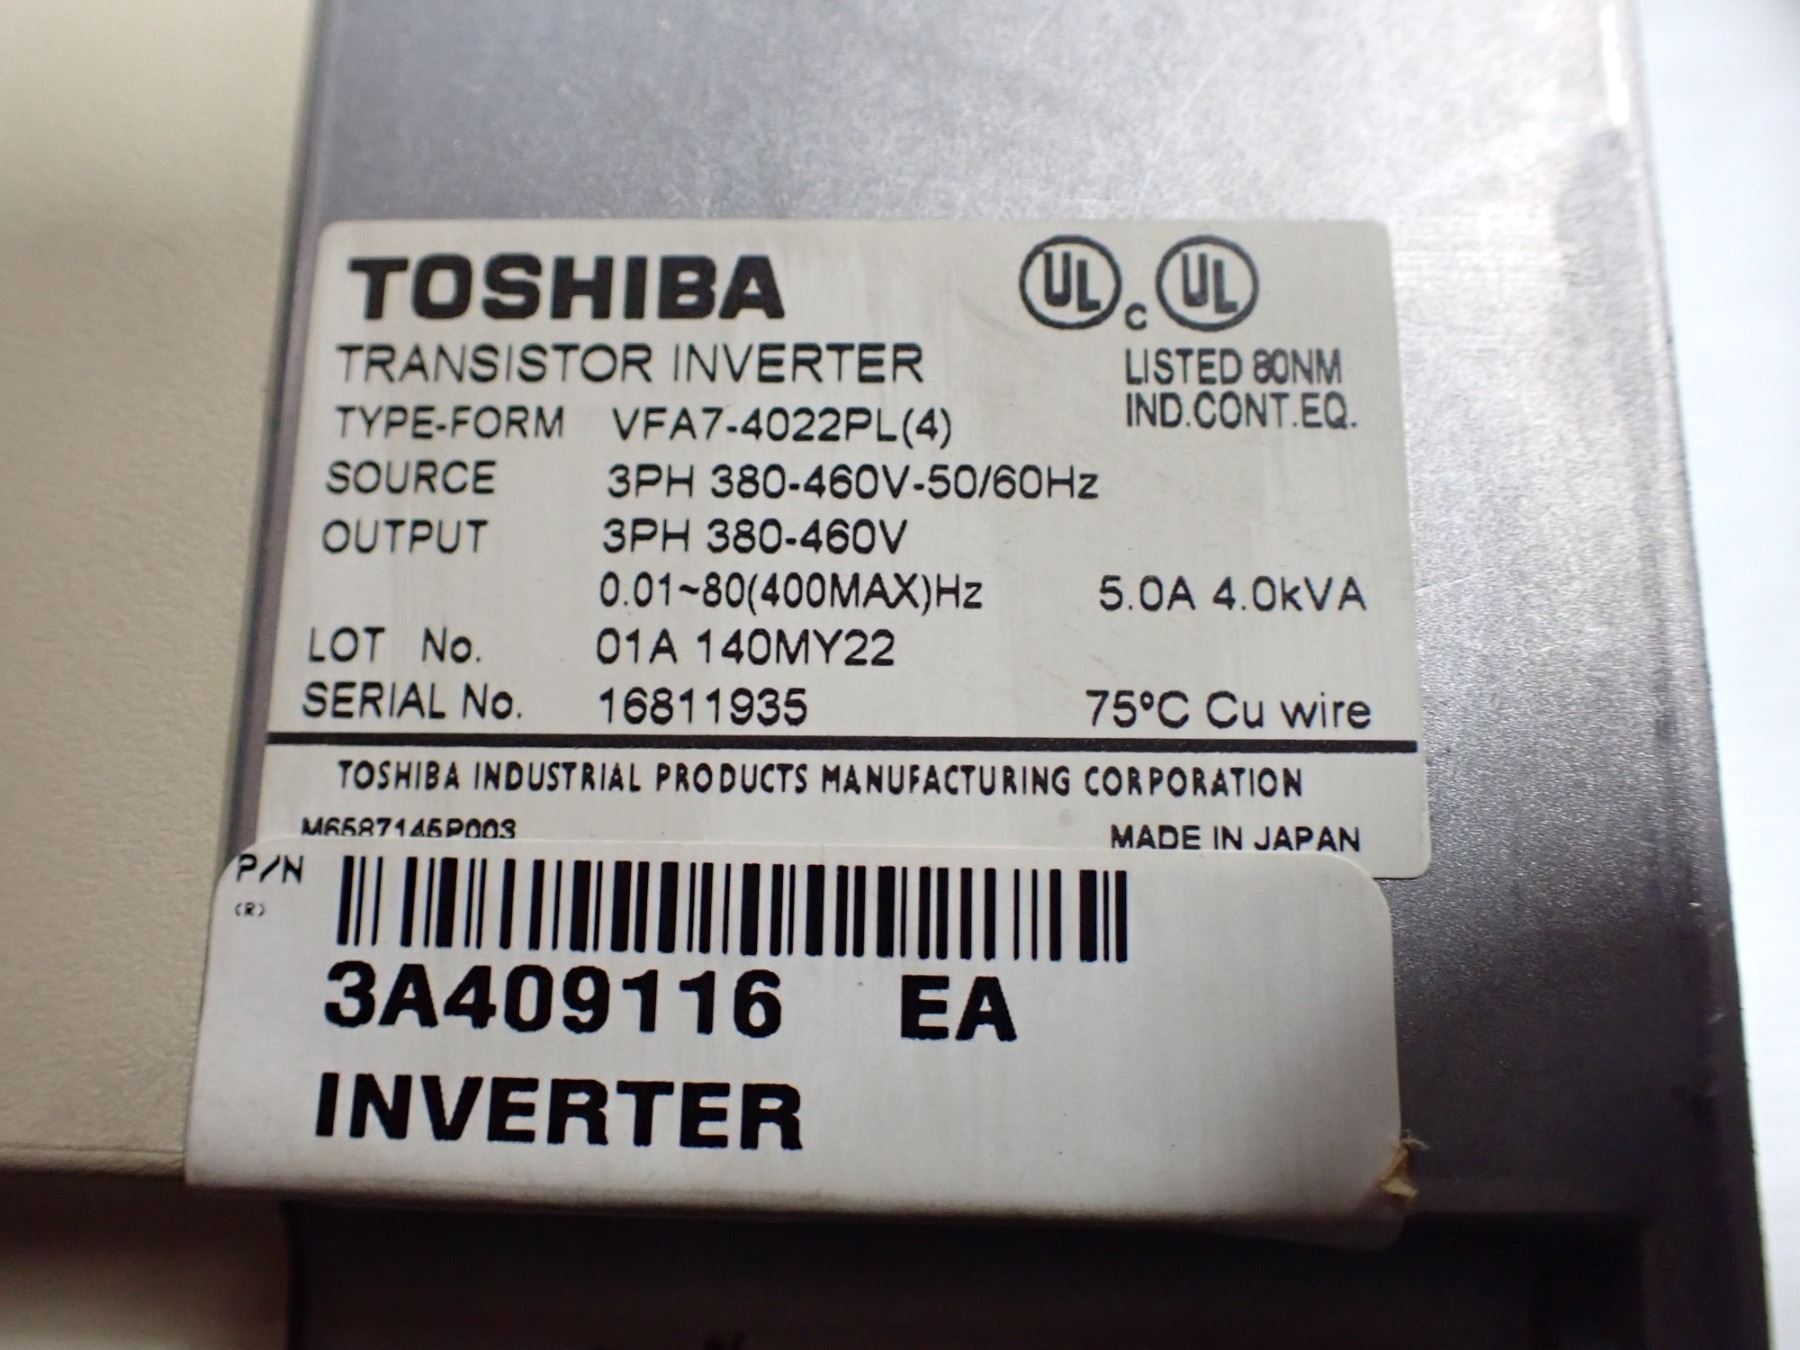 TOSHIBA
UL c UL
TRANSISTOR INVERTER
LISTED 80NM
IND.CONT.EQ.
TYPE-FORM VFA7-4022PL(4)
SOURCE 3PH 380-460V-50/60Hz
OUTPUT 3PH 380-460V
0.01~80(400MAX)Hz 5.0A 4.0kVA
LOT No. 01A 140MY22
SERIAL No. 16811935 75°C Cu wire
TOSHIBA INDUSTRIAL PRODUCTS MANUFACTURING CORPORATION
M6587145P003 MADE IN JAPAN
P/N
(R)
3A409116 EA
INVERTER